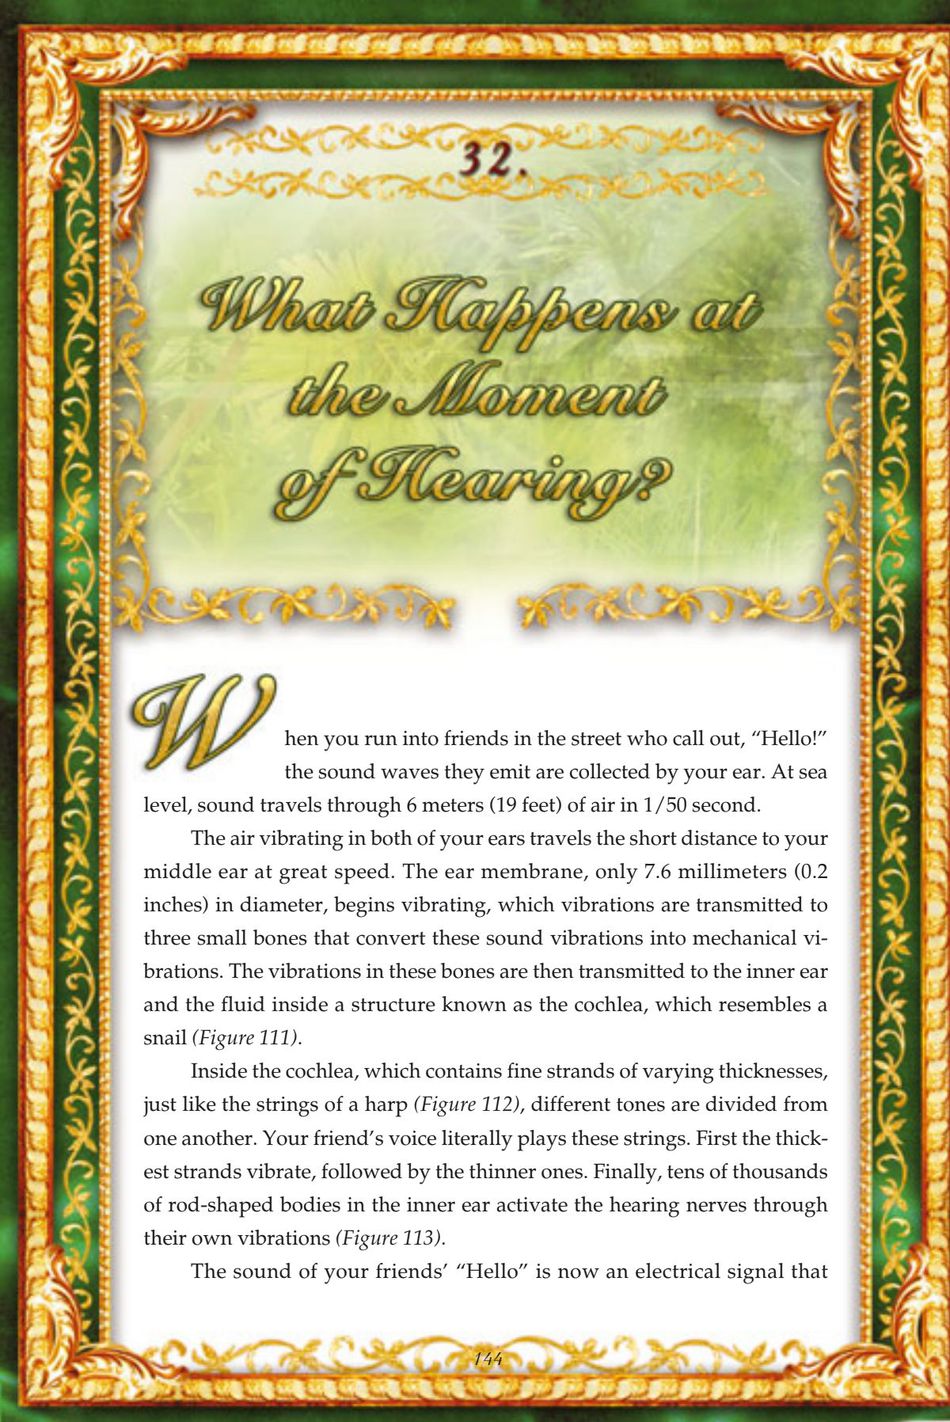 32.
What Happens at
the Moment
of Hearing?
When you run into friends in the street who call out, “Hello!”
the sound waves they emit are collected by your ear. At sea
level, sound travels through 6 meters (19 feet) of air in 1/50 second.
The air vibrating in both of your ears travels the short distance to your
middle ear at great speed. The ear membrane, only 7.6 millimeters (0.2
inches) in diameter, begins vibrating, which vibrations are transmitted to
three small bones that convert these sound vibrations into mechanical vi-
brations. The vibrations in these bones are then transmitted to the inner ear
and the fluid inside a structure known as the cochlea, which resembles a
snail (Figure 111).
Inside the cochlea, which contains fine strands of varying thicknesses,
just like the strings of a harp (Figure 112), different tones are divided from
one another. Your friend’s voice literally plays these strings. First the thick-
est strands vibrate, followed by the thinner ones. Finally, tens of thousands
of rod-shaped bodies in the inner ear activate the hearing nerves through
their own vibrations (Figure 113).
The sound of your friends’ “Hello” is now an electrical signal that
144